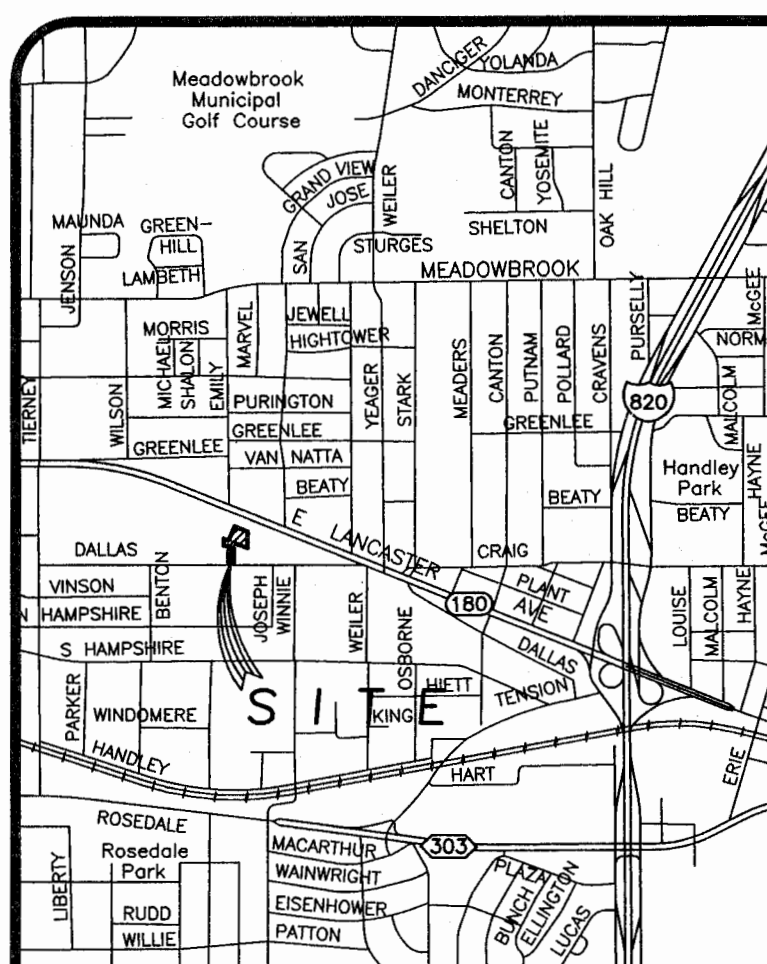 DANCIGER
YOLANDA
Meadowbrook
Municipal
Golf Course
MONTERREY
CANTON
YOSEMITE
GRAND VIEW
JOSE
SAN
WEILER
OAK HILL
MAUNDA
GREEN-
HILL
LAMBETH
JENSON
STURGES
SHELTON
MEADOWBROOK
PURSELLY
McGEE
MORRIS
MARVEL
JEWELL
HIGHTOWER
NORM
MICHAEL
SHALON
EMILY
YEAGER
STARK
MEADERS
CANTON
PUTNAM
POLLARD
CRAVENS
MALCOLM
820
TIERNEY
WILSON
PURINGTON
GREENLEE
GREENLEE
GREENLEE
VAN NATTA
BEATY
BEATY
Handley
Park
BEATY
HAYNE
McGEE
E LANCASTER
DALLAS
CRAIG
VINSON
BENTON
N HAMPSHIRE
S HAMPSHIRE
JOSEPH
WINNIE
WEILER
OSBORNE
180
PLANT
AVE
DALLAS
LOUISE
MALCOLM
HAYNE
PARKER
WINDOMERE
SITE
HIETT
KING
TENSION
HANDLEY
HART
ERIE
ROSEDALE
Rosedale
Park
MACARTHUR
303
WAINWRIGHT
PLAZA
BUNCH
ELLINGTON
LUCAS
LIBERTY
RUDD
WILLIE
EISENHOWER
PATTON